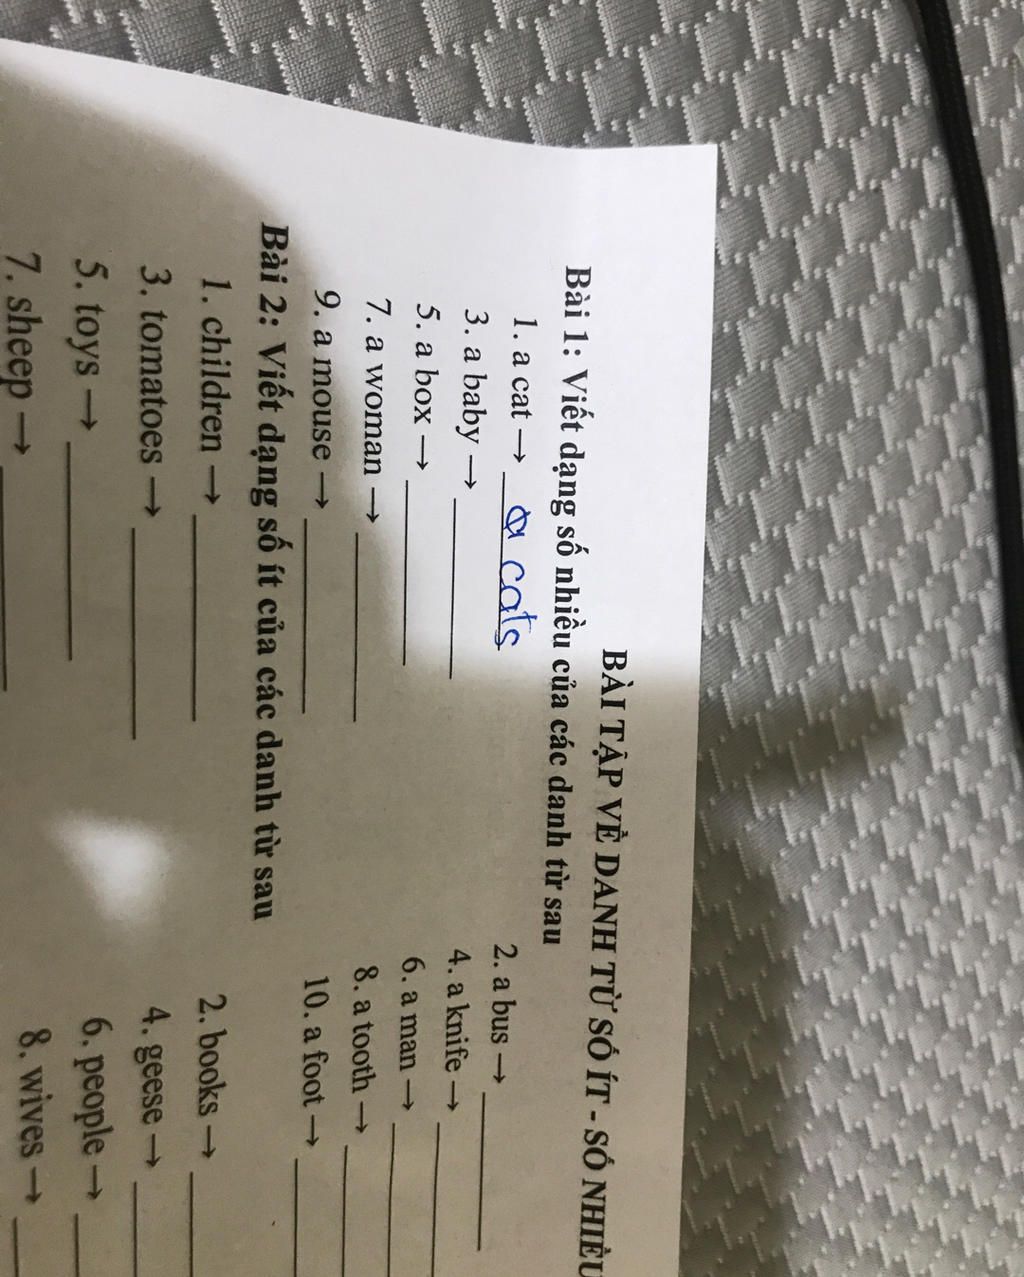 BÀI TẬP VỀ DANH TỪ SỐ ÍT - SỐ NHIỀU
Bài 1: Viết dạng số nhiều của các danh từ sau
1. a cat → a cats 2. a bus →
3. a baby → 4. a knife →
5. a box → 6. a man →
7. a woman → 8. a tooth →
9. a mouse → 10. a foot →
Bài 2: Viết dạng số ít của các danh từ sau
1. children → 2. books →
3. tomatoes → 4. geese →
5. toys → 6. people →
7. sheep → 8. wives →